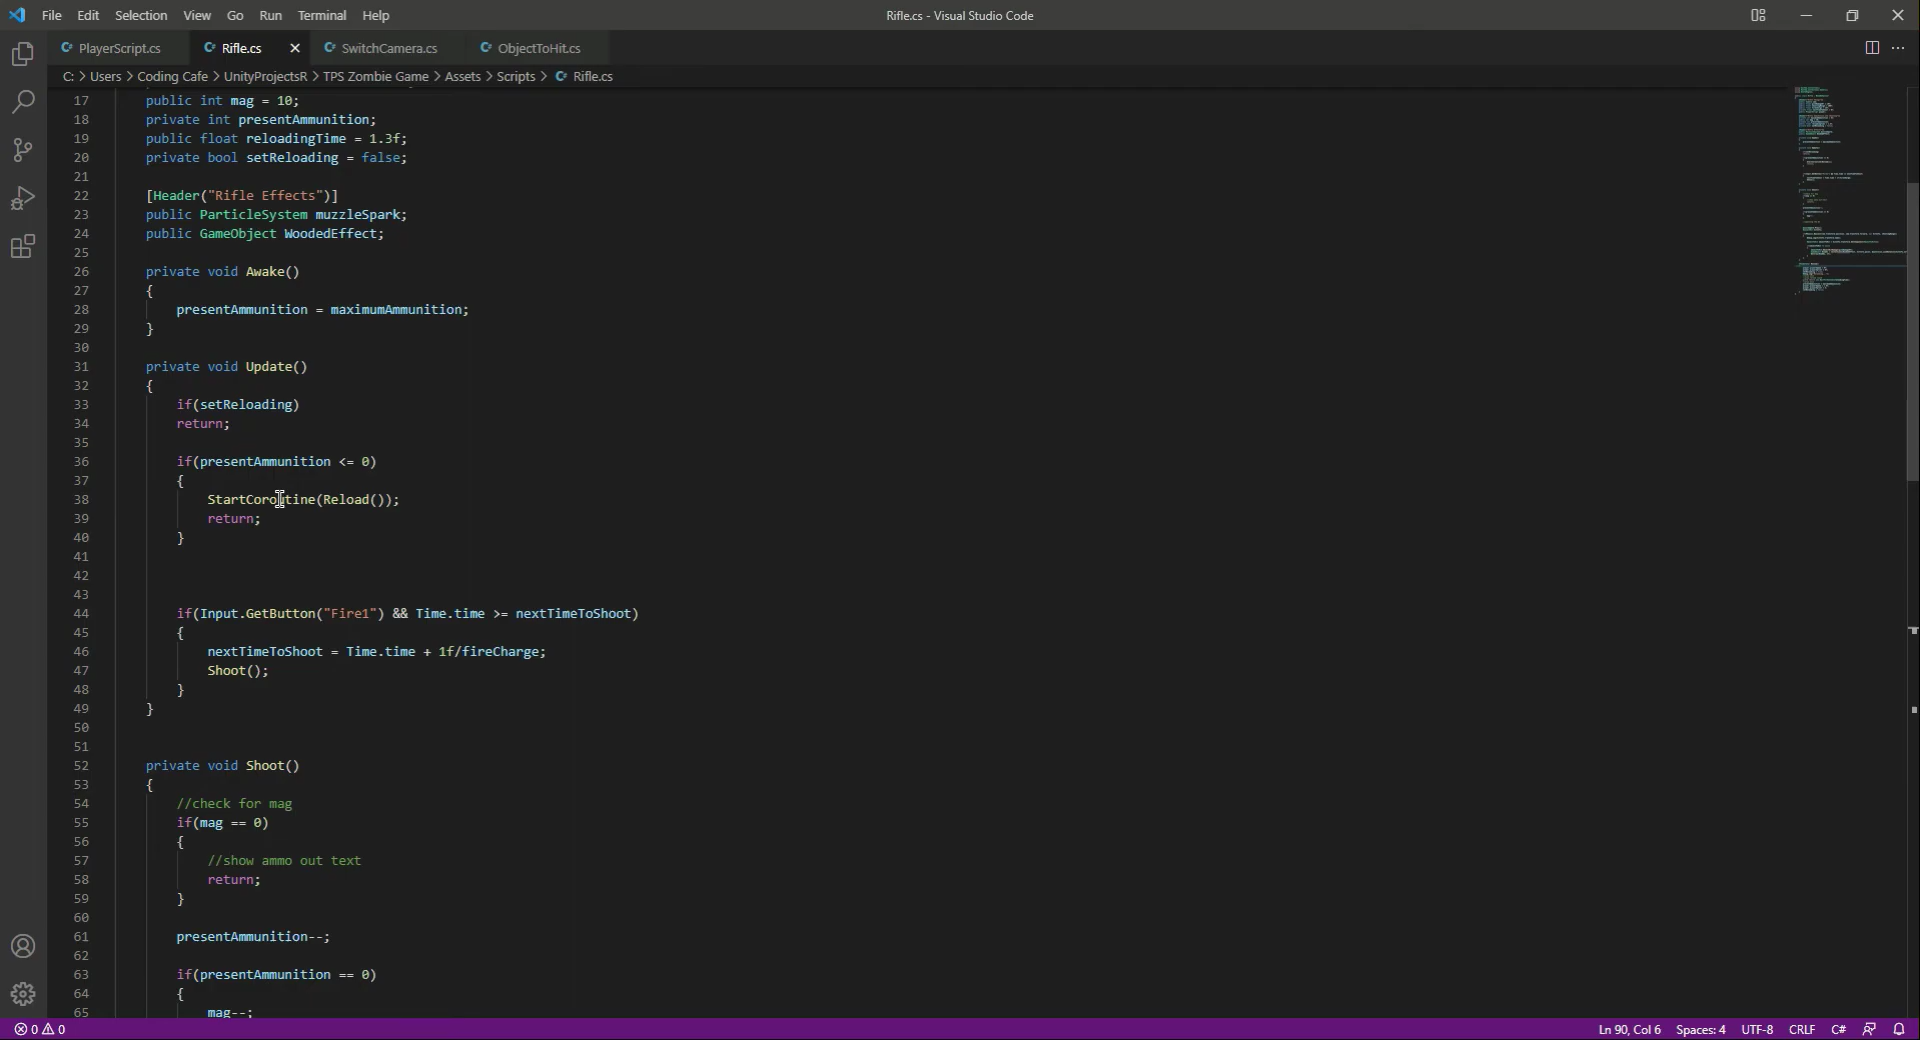 File Edit Selection View Go Run Terminal Help Rifle.cs - Visual Studio Code
PlayerScript.cs Rifle.cs SwitchCamera.cs ObjectToHit.cs
C: > Users > Coding Cafe > UnityProjectsR > TPS Zombie Game > Assets > Scripts > Rifle.cs
17 public int mag = 10;
18 private int presentAmmunition;
19 public float reloadingTime = 1.3f;
20 private bool setReloading = false;
21
22 [Header("Rifle Effects")]
23 public ParticleSystem muzzleSpark;
24 public GameObject WoodedEffect;
25
26 private void Awake()
27 {
28 presentAmmunition = maximumAmmunition;
29 }
30
31 private void Update()
32 {
33 if(setReloading)
34 return;
35
36 if(presentAmmunition <= 0)
37 {
38 StartCoroutine(Reload());
39 return;
40 }
41
42
43
44 if(Input.GetButton("Fire1") && Time.time >= nextTimeToShoot)
45 {
46 nextTimeToShoot = Time.time + 1f/fireCharge;
47 Shoot();
48 }
49 }
50
51
52 private void Shoot()
53 {
54 //check for mag
55 if(mag == 0)
56 {
57 //show ammo out text
58 return;
59 }
60
61 presentAmmunition--;
62
63 if(presentAmmunition == 0)
64 {
65 mag--;
0 0 Ln 90, Col 6 Spaces: 4 UTF-8 CRLF C#